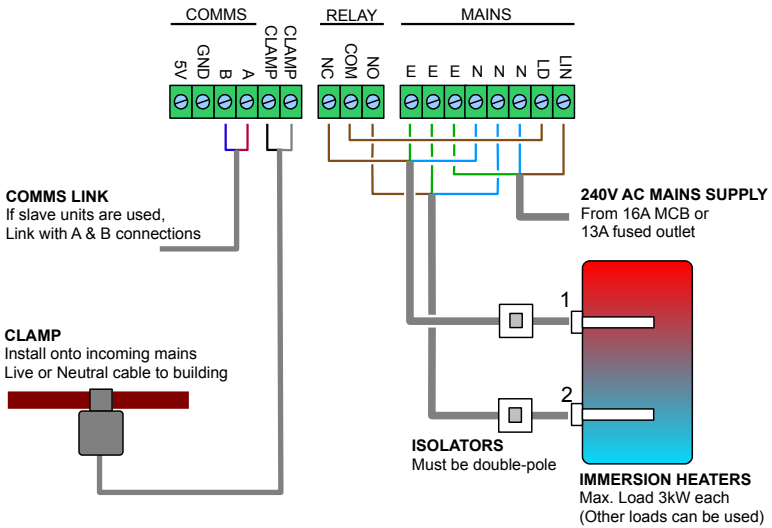 COMMS
RELAY
MAINS
5V
GND
B
A
CLAMP
CLAMP
NC
COM
NO
E
E
E
N
N
N
LD
LIN
COMMS LINK
If slave units are used,
Link with A & B connections
240V AC MAINS SUPPLY
From 16A MCB or
13A fused outlet
CLAMP
Install onto incoming mains
Live or Neutral cable to building
1
2
ISOLATORS
Must be double-pole
IMMERSION HEATERS
Max. Load 3kW each
(Other loads can be used)